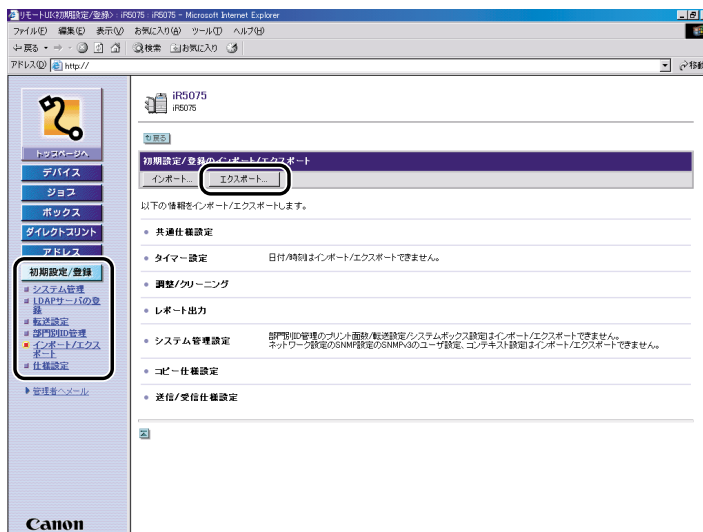 リモートUI<初期設定/登録> : iR5075 : iR5075 - Microsoft Internet Explorer
ファイル(F) 編集(E) 表示(V) お気に入り(A) ツール(T) ヘルプ(H)
戻る 検索 お気に入り
アドレス(D) http:// 移動
iR5075
iR5075
戻る
トップページへ
デバイス
ジョブ
ボックス
ダイレクトプリント
アドレス
初期設定/登録
システム管理
LDAPサーバの登
録
転送設定
部門別ID管理
インポート/エクス
ポート
仕様設定
管理者へメール
Canon
初期設定/登録のインポート/エクスポート
インポート... エクスポート...
以下の情報をインポート/エクスポートします。
共通仕様設定
タイマー設定 日付/時刻はインポート/エクスポートできません。
調整/クリーニング
レポート出力
システム管理設定 部門別ID管理のプリント面数/転送設定/システムボックス設定はインポート/エクスポートできません。
ネットワーク設定のSNMP設定のSNMPv3のユーザ設定、コンテキスト設定はインポート/エクスポートできません。
コピー仕様設定
送信/受信仕様設定